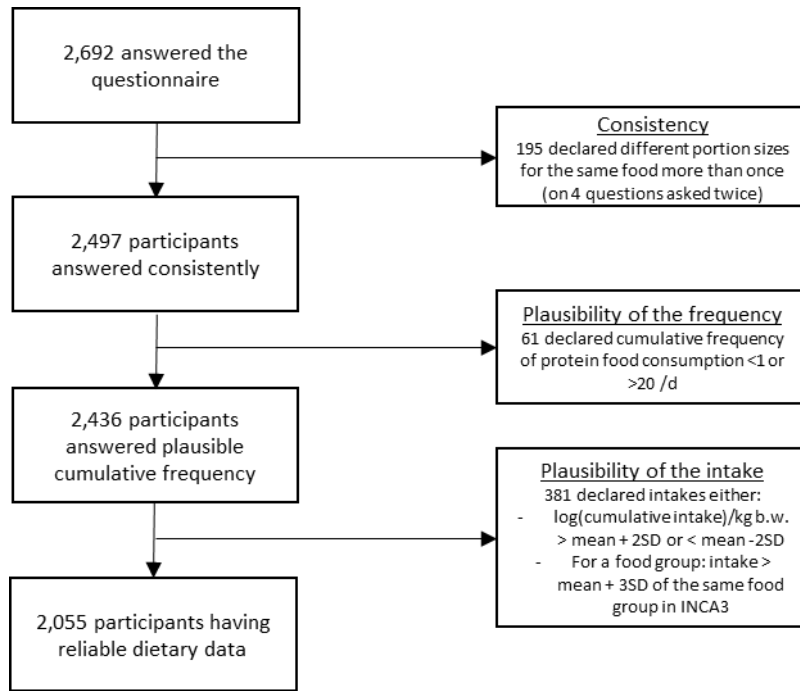 2,692 answered the
questionnaire
Consistency
195 declared different portion sizes
for the same food more than once
(on 4 questions asked twice)
2,497 participants
answered consistently
Plausibility of the frequency
61 declared cumulative frequency
of protein food consumption <1 or
>20 /d
2,436 participants
answered plausible
cumulative frequency
Plausibility of the intake
381 declared intakes either:
- log(cumulative intake)/kg b.w.
> mean + 2SD or < mean -2SD
- For a food group: intake >
mean + 3SD of the same food
group in INCA3
2,055 participants having
reliable dietary data